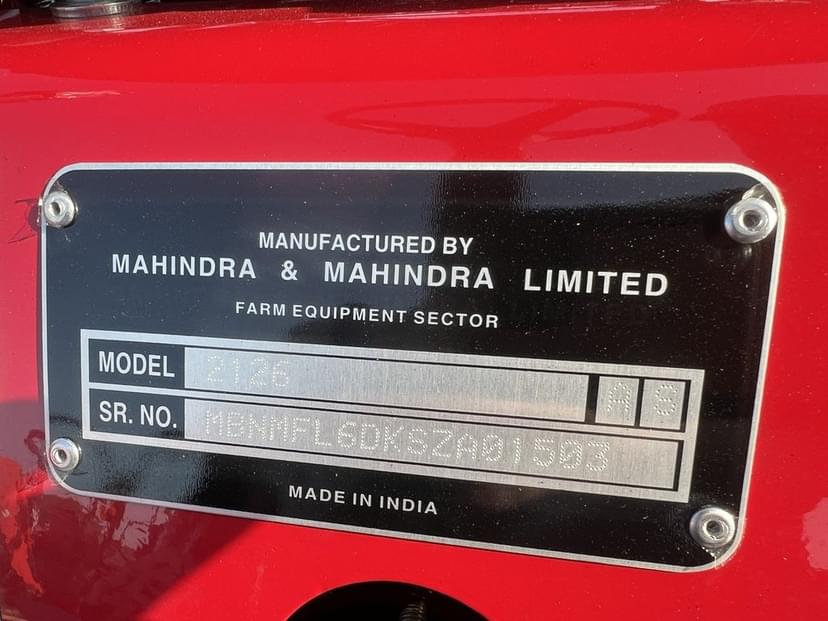 MANUFACTURED BY
MAHINDRA & MAHINDRA LIMITED
FARM EQUIPMENT SECTOR
MODEL 2126 A S
SR. NO. MBNMFL6DKSZA01503
MADE IN INDIA